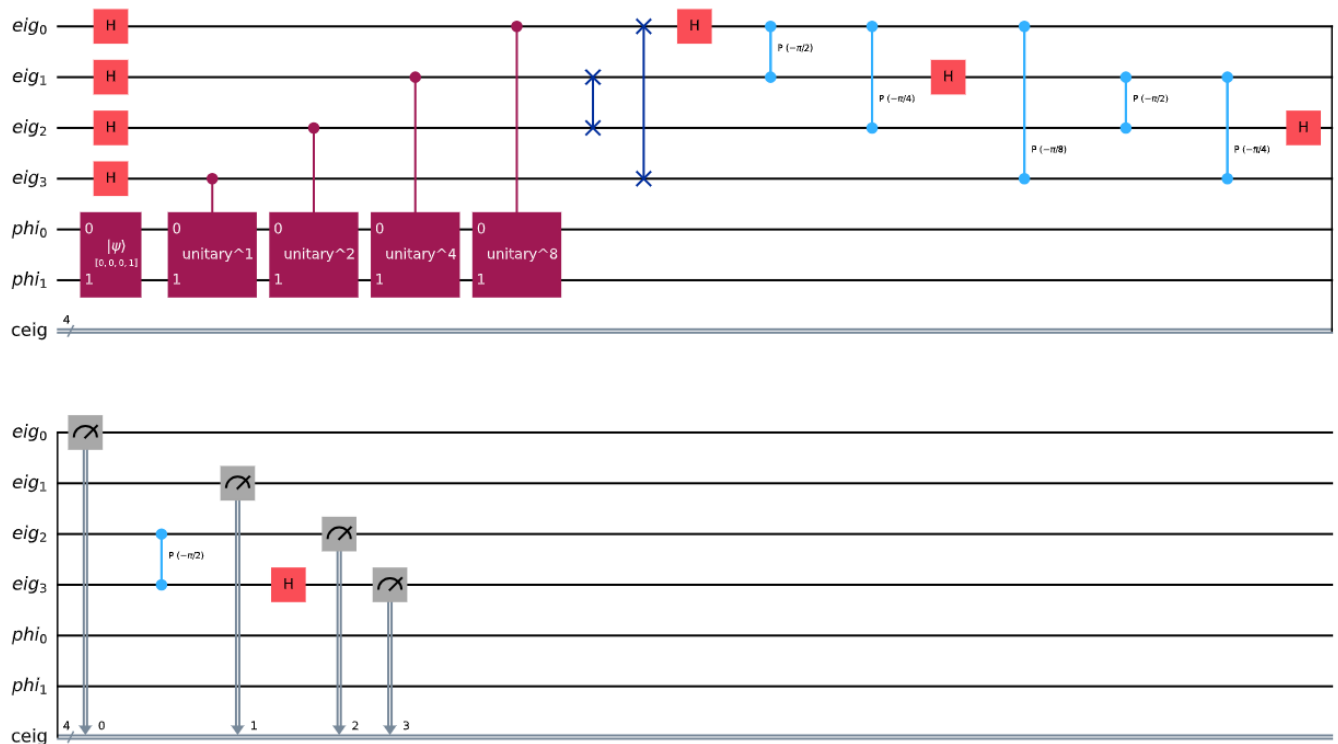 eig₀ H H P (−π/2)
eig₁ H P (−π/4) H P (−π/2)
eig₂ H P (−π/8) P (−π/4) H
eig₃ H
phi₀ 0 0 0 0 0
|ψ⟩ unitary^1 unitary^2 unitary^4 unitary^8
[0, 0, 0, 1]
phi₁ 1 1 1 1 1
4
ceig
eig₀
eig₁
eig₂ P (−π/2)
eig₃ H
phi₀
phi₁
4 0 1 2 3
ceig